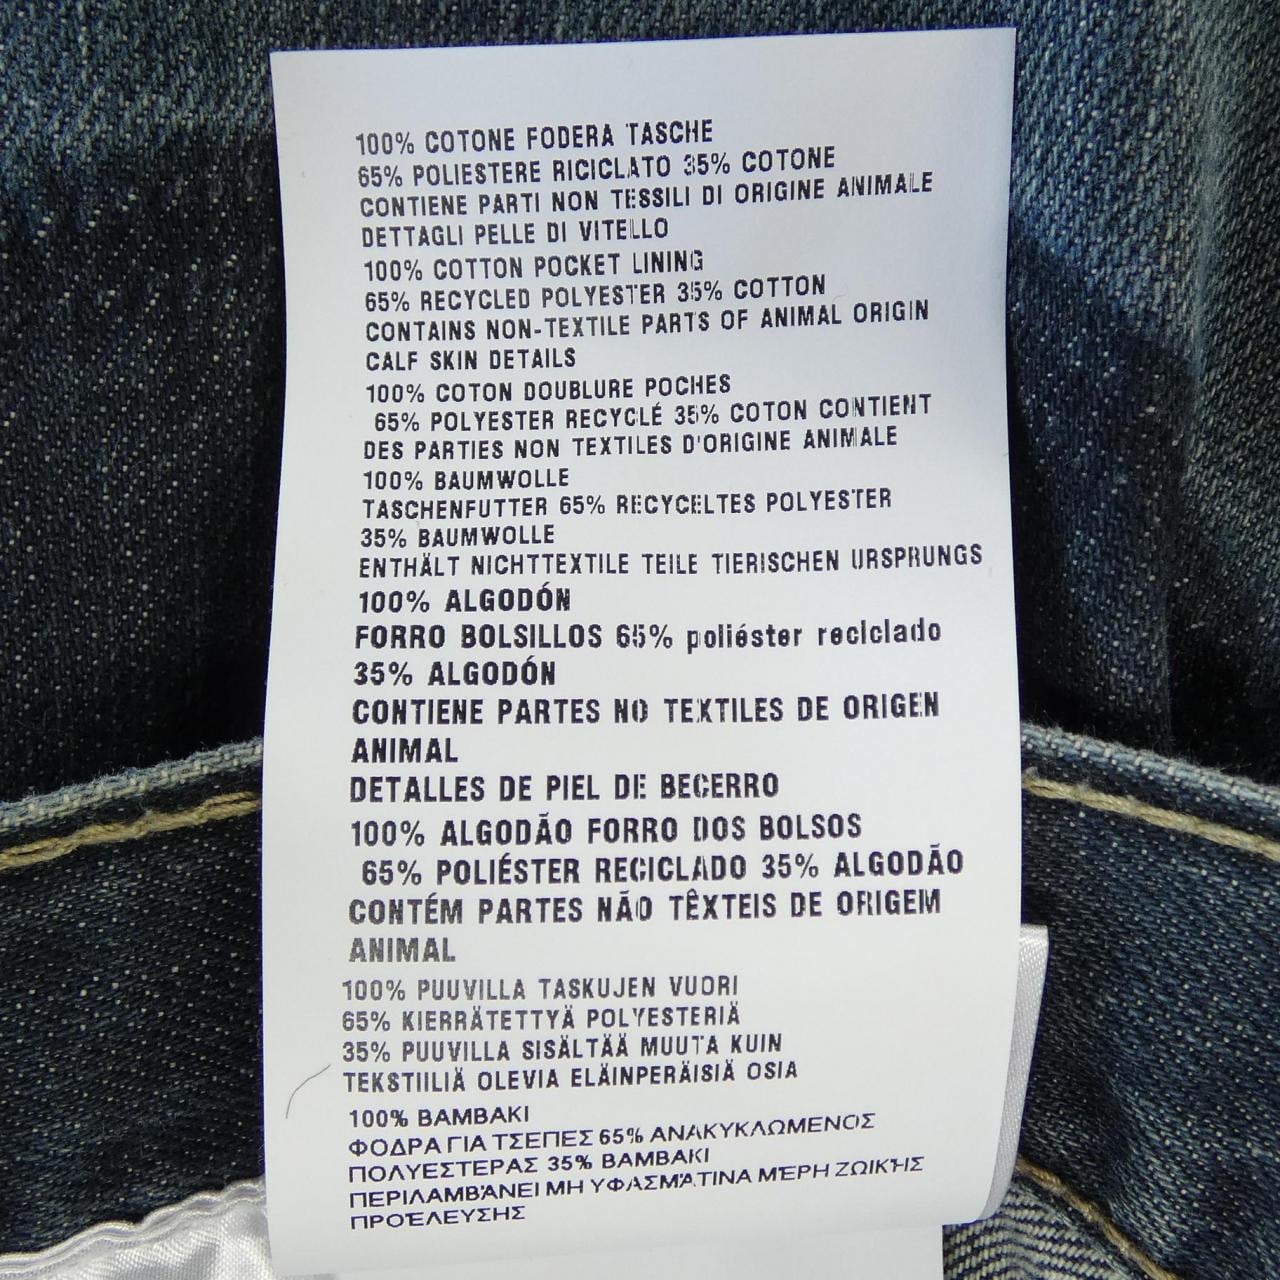 100% COTONE FODERA TASCHE
65% POLIESTERE RICICLATO 35% COTONE
CONTIENE PARTI NON TESSILI DI ORIGINE ANIMALE
DETTAGLI PELLE DI VITELLO
100% COTTON POCKET LINING
65% RECYCLED POLYESTER 35% COTTON
CONTAINS NON-TEXTILE PARTS OF ANIMAL ORIGIN
CALF SKIN DETAILS
100% COTON DOUBLURE POCHES
65% POLYESTER RECYCLÉ 35% COTON CONTIENT
DES PARTIES NON TEXTILES D'ORIGINE ANIMALE
100% BAUMWOLLE
TASCHENFUTTER 65% RECYCELTES POLYESTER
35% BAUMWOLLE
ENTHÄLT NICHTTEXTILE TEILE TIERISCHEN URSPRUNGS
100% ALGODÓN
FORRO BOLSILLOS 65% poliéster reciclado
35% ALGODÓN
CONTIENE PARTES NO TEXTILES DE ORIGEN
ANIMAL
DETALLES DE PIEL DE BECERRO
100% ALGODÃO FORRO DOS BOLSOS
65% POLIÉSTER RECICLADO 35% ALGODÃO
CONTÉM PARTES NÃO TÊXTEIS DE ORIGEM
ANIMAL
100% PUUVILLA TASKUJEN VUORI
65% KIERRÄTETTYÄ POLYESTERIÄ
35% PUUVILLA SISÄLTÄÄ MUUTA KUIN
TEKSTIILIÄ OLEVIA ELÄINPERÄISIÄ OSIA
100% ΒΑΜΒΑΚΙ
ΦΟΔΡΑ ΓΙΑ ΤΣΕΠΕΣ 65% ΑΝΑΚΥΚΛΩΜΕΝΟΣ
ΠΟΛΥΕΣΤΕΡΑΣ 35% ΒΑΜΒΑΚΙ
ΠΕΡΙΛΑΜΒΆΝΕΙ ΜΗ ΥΦΑΣΜΆΤΙΝΑ ΜΈΡΗ ΖΩΙΚΉΣ
ΠΡΟΈΛΕΥΣΗΣ